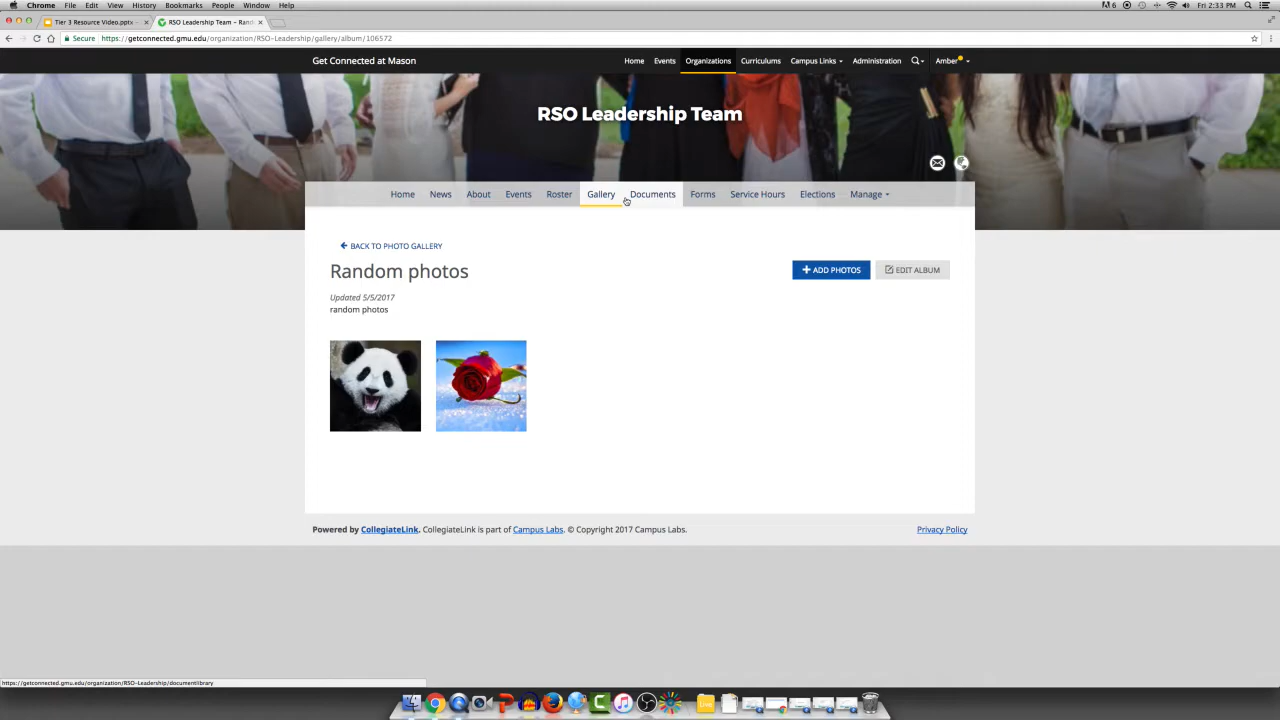 Chrome File Edit View History Bookmarks People Window Help
6 Fri 2:33 PM
Tier 3 Resource Video.pptx
RSO Leadership Team – Rand
Secure https://getconnected.gmu.edu/organization/RSO-Leadership/gallery/album/106572
Get Connected at Mason
Home Events Organizations Curriculums Campus Links Administration Amber
RSO Leadership Team
Home News About Events Roster Gallery Documents Forms Service Hours Elections Manage
BACK TO PHOTO GALLERY
Random photos
+ ADD PHOTOS
EDIT ALBUM
Updated 5/5/2017
random photos
Powered by CollegiateLink. CollegiateLink is part of Campus Labs. © Copyright 2017 Campus Labs.
Privacy Policy
https://getconnected.gmu.edu/organization/RSO-Leadership/documentlibrary